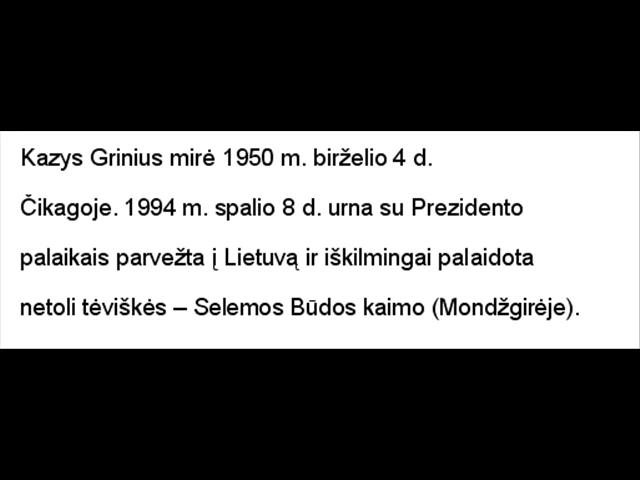 Kazys Grinius mirė 1950 m. birželio 4 d.
Čikagoje. 1994 m. spalio 8 d. urna su Prezidento
palaikais parvežta į Lietuvą ir iškilmingai palaidota
netoli tėviškės – Selemos Būdos kaimo (Mondžgirėje).